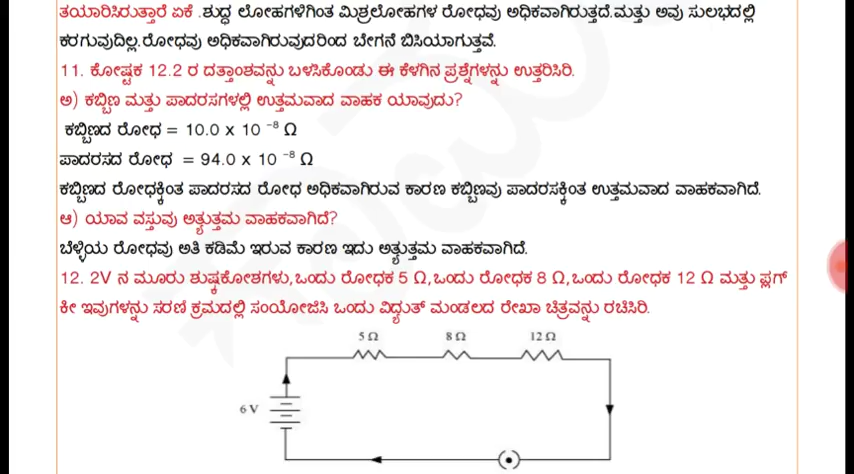 ತಯಾರಿಸಿರುತ್ತಾರೆ ಏಕೆ .ಶುದ್ಧ ಲೋಹಗಳಿಗಿಂತ ಮಿಶ್ರಲೋಹಗಳ ರೋಧವು ಅಧಿಕವಾಗಿರುತ್ತದೆ.ಮತ್ತು ಅವು ಸುಲಭದಲ್ಲಿ
ಕರಗುವುದಿಲ್ಲ.ರೋಧವು ಅಧಿಕವಾಗಿರುವುದರಿಂದ ಬೇಗನೆ ಬಿಸಿಯಾಗುತ್ತವೆ.
11. ಕೋಷ್ಟಕ 12.2 ರ ದತ್ತಾಂಶವನ್ನು ಬಳಸಿಕೊಂಡು ಈ ಕೆಳಗಿನ ಪ್ರಶ್ನೆಗಳನ್ನು ಉತ್ತರಿಸಿರಿ.
ಅ) ಕಬ್ಬಿಣ ಮತ್ತು ಪಾದರಸಗಳಲ್ಲಿ ಉತ್ತಮವಾದ ವಾಹಕ ಯಾವುದು?
ಕಬ್ಬಿಣದ ರೋಧ = 10.0 x 10 ⁻⁸ Ω
ಪಾದರಸದ ರೋಧ = 94.0 x 10 ⁻⁸ Ω
ಕಬ್ಬಿಣದ ರೋಧಕ್ಕಿಂತ ಪಾದರಸದ ರೋಧ ಅಧಿಕವಾಗಿರುವ ಕಾರಣ ಕಬ್ಬಿಣವು ಪಾದರಸಕ್ಕಿಂತ ಉತ್ತಮವಾದ ವಾಹಕವಾಗಿದೆ.
ಆ) ಯಾವ ವಸ್ತುವು ಅತ್ಯುತ್ತಮ ವಾಹಕವಾಗಿದೆ?
ಬೆಳ್ಳಿಯ ರೋಧವು ಅತಿ ಕಡಿಮೆ ಇರುವ ಕಾರಣ ಇದು ಅತ್ಯುತ್ತಮ ವಾಹಕವಾಗಿದೆ.
12. 2V ನ ಮೂರು ಶುಷ್ಕಕೋಶಗಳು,ಒಂದು ರೋಧಕ 5 Ω,ಒಂದು ರೋಧಕ 8 Ω,ಒಂದು ರೋಧಕ 12 Ω ಮತ್ತು ಪ್ಲಗ್
ಕೀ ಇವುಗಳನ್ನು ಸರಣಿ ಕ್ರಮದಲ್ಲಿ ಸಂಯೋಜಿಸಿ ಒಂದು ವಿದ್ಯುತ್ ಮಂಡಲದ ರೇಖಾ ಚಿತ್ರವನ್ನು ರಚಿಸಿರಿ.
5 Ω 8 Ω 12 Ω
6 V